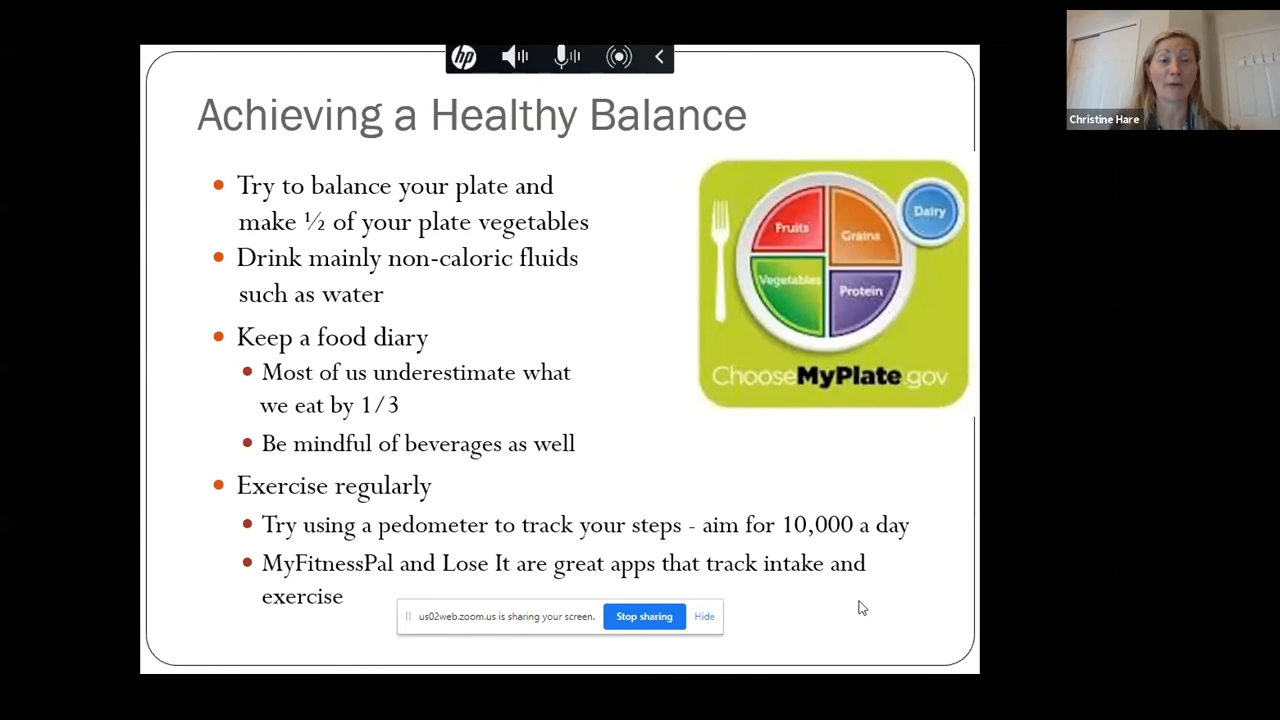 hp
Christine Hare
Achieving a Healthy Balance
Try to balance your plate and
make ½ of your plate vegetables
Drink mainly non-caloric fluids
such as water
Keep a food diary
Most of us underestimate what
we eat by 1/3
Be mindful of beverages as well
Exercise regularly
Try using a pedometer to track your steps - aim for 10,000 a day
MyFitnessPal and Lose It are great apps that track intake and
exercise
Fruits
Grains
Dairy
Vegetables
Protein
ChooseMyPlate.gov
us02web.zoom.us is sharing your screen.
Stop sharing
Hide